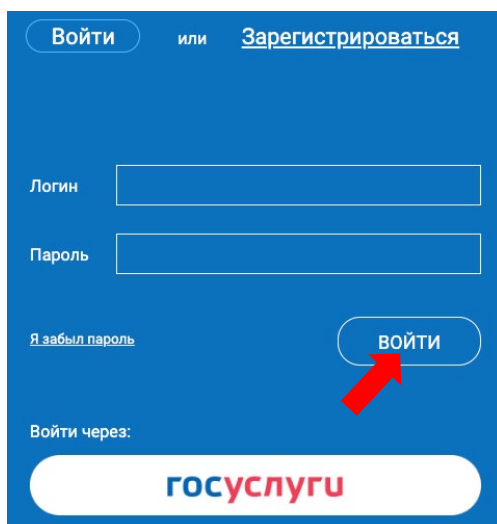 Войти или Зарегистрироваться
Логин
Пароль
Я забыл пароль ВОЙТИ
Войти через:
госуслуги